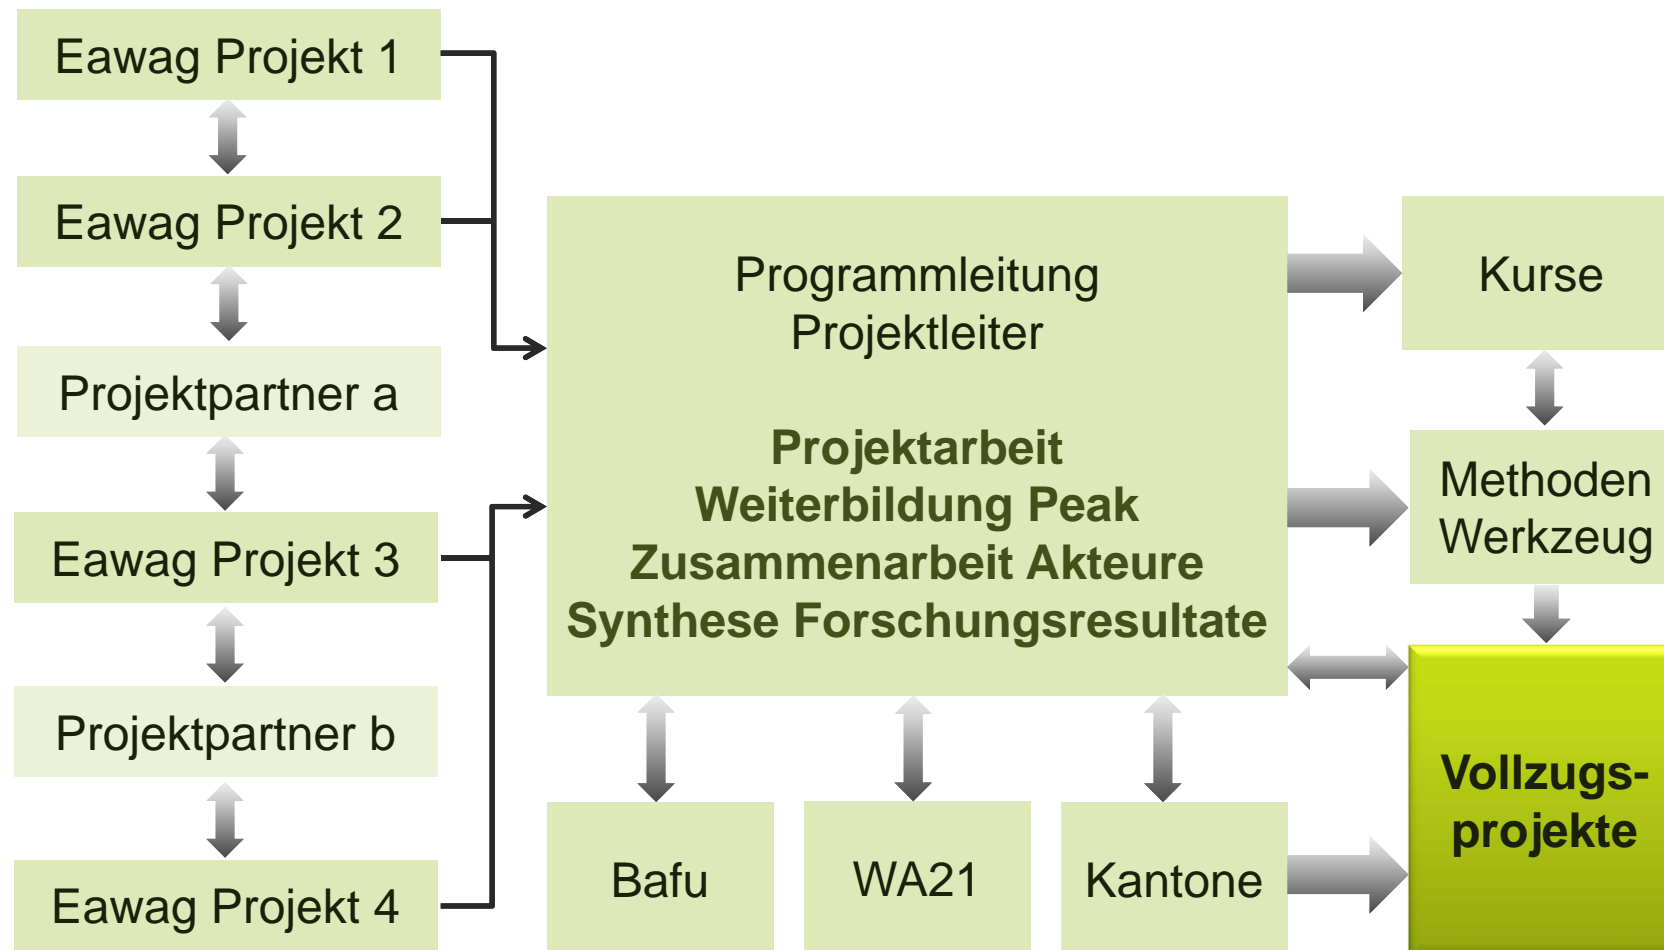 Eawag Projekt 1
Eawag Projekt 2
Projektpartner a
Eawag Projekt 3
Projektpartner b
Eawag Projekt 4
Programmleitung
Projektleiter
Projektarbeit
Weiterbildung Peak
Zusammenarbeit Akteure
Synthese Forschungsresultate
Bafu
WA21
Kantone
Kurse
Methoden
Werkzeug
Vollzugs-
projekte